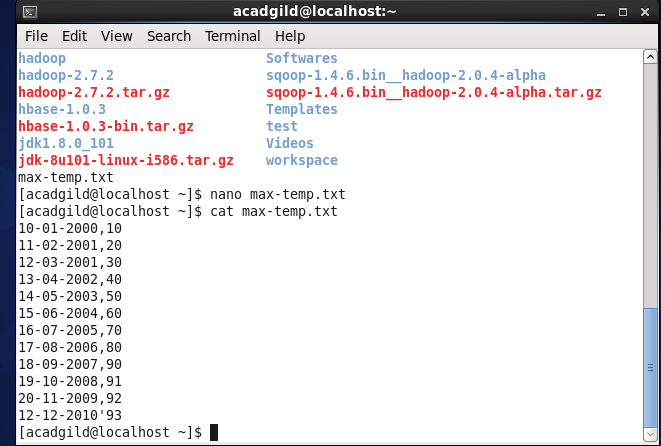 acadgild@localhost:~
File Edit View Search Terminal Help
hadoop Softwares
hadoop-2.7.2 sqoop-1.4.6.bin__hadoop-2.0.4-alpha
hadoop-2.7.2.tar.gz sqoop-1.4.6.bin__hadoop-2.0.4-alpha.tar.gz
hbase-1.0.3 Templates
hbase-1.0.3-bin.tar.gz test
jdk1.8.0_101 Videos
jdk-8u101-linux-i586.tar.gz workspace
max-temp.txt
[acadgild@localhost ~]$ nano max-temp.txt
[acadgild@localhost ~]$ cat max-temp.txt
10-01-2000,10
11-02-2001,20
12-03-2001,30
13-04-2002,40
14-05-2003,50
15-06-2004,60
16-07-2005,70
17-08-2006,80
18-09-2007,90
19-10-2008,91
20-11-2009,92
12-12-2010'93
[acadgild@localhost ~]$